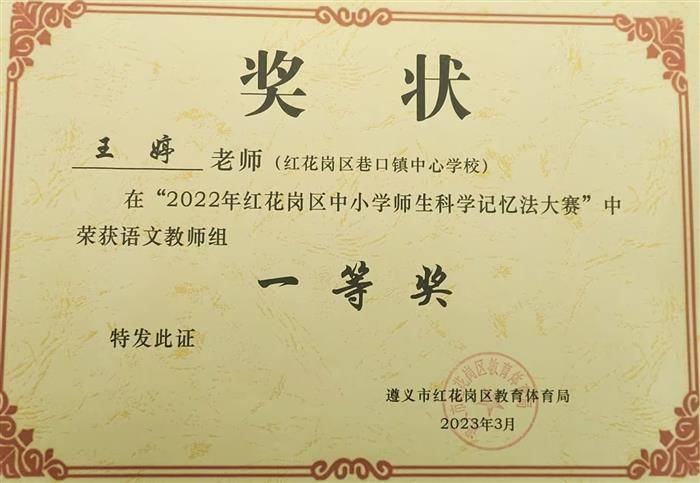 奖 状
王 婷 老师（红花岗区巷口镇中心学校）
在“2022年红花岗区中小学师生科学记忆法大赛”中
荣获语文教师组
一等奖
特发此证
遵义市红花岗区教育体育局
2023年3月